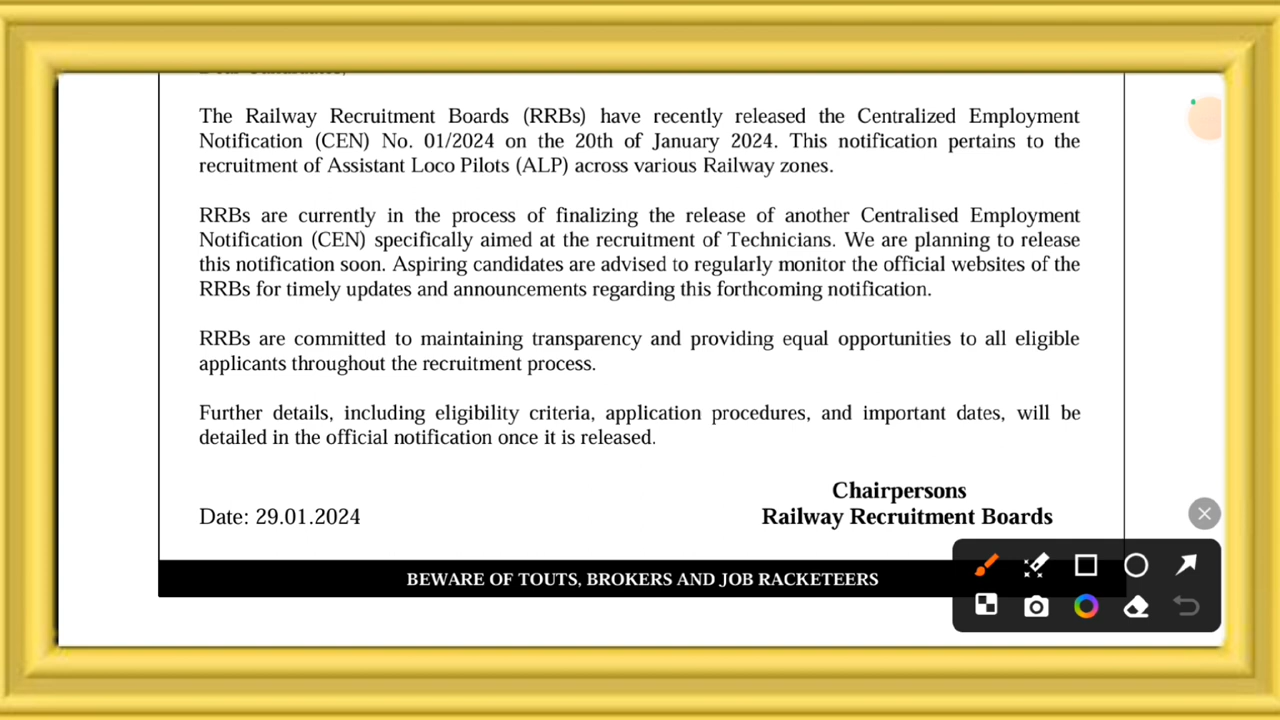 The Railway Recruitment Boards (RRBs) have recently released the Centralized Employment
Notification (CEN) No. 01/2024 on the 20th of January 2024. This notification pertains to the
recruitment of Assistant Loco Pilots (ALP) across various Railway zones.
RRBs are currently in the process of finalizing the release of another Centralised Employment
Notification (CEN) specifically aimed at the recruitment of Technicians. We are planning to release
this notification soon. Aspiring candidates are advised to regularly monitor the official websites of the
RRBs for timely updates and announcements regarding this forthcoming notification.
RRBs are committed to maintaining transparency and providing equal opportunities to all eligible
applicants throughout the recruitment process.
Further details, including eligibility criteria, application procedures, and important dates, will be
detailed in the official notification once it is released.
Chairpersons
Date: 29.01.2024 Railway Recruitment Boards
BEWARE OF TOUTS, BROKERS AND JOB RACKETEERS